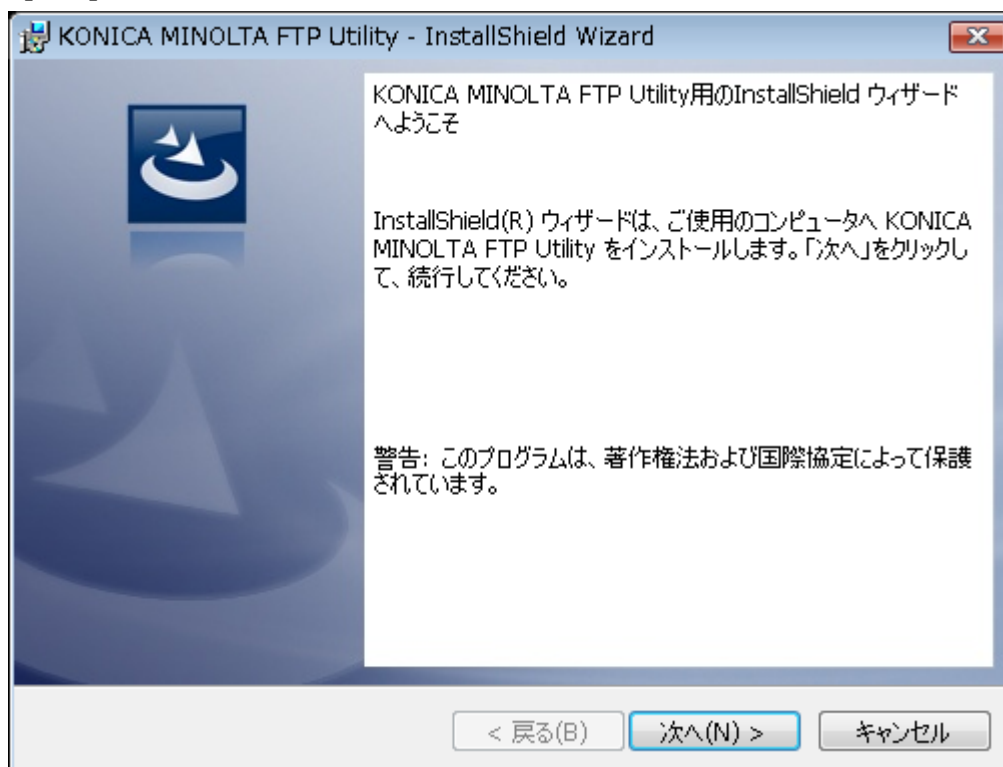 KONICA MINOLTA FTP Utility - InstallShield Wizard
KONICA MINOLTA FTP Utility用のInstallShield ウィザード
へようこそ
InstallShield(R) ウィザードは、ご使用のコンピュータへ KONICA
MINOLTA FTP Utility をインストールします。「次へ」をクリックし
て、続行してください。
警告: このプログラムは、著作権法および国際協定によって保護
されています。
< 戻る(B)
次へ(N) >
キャンセル